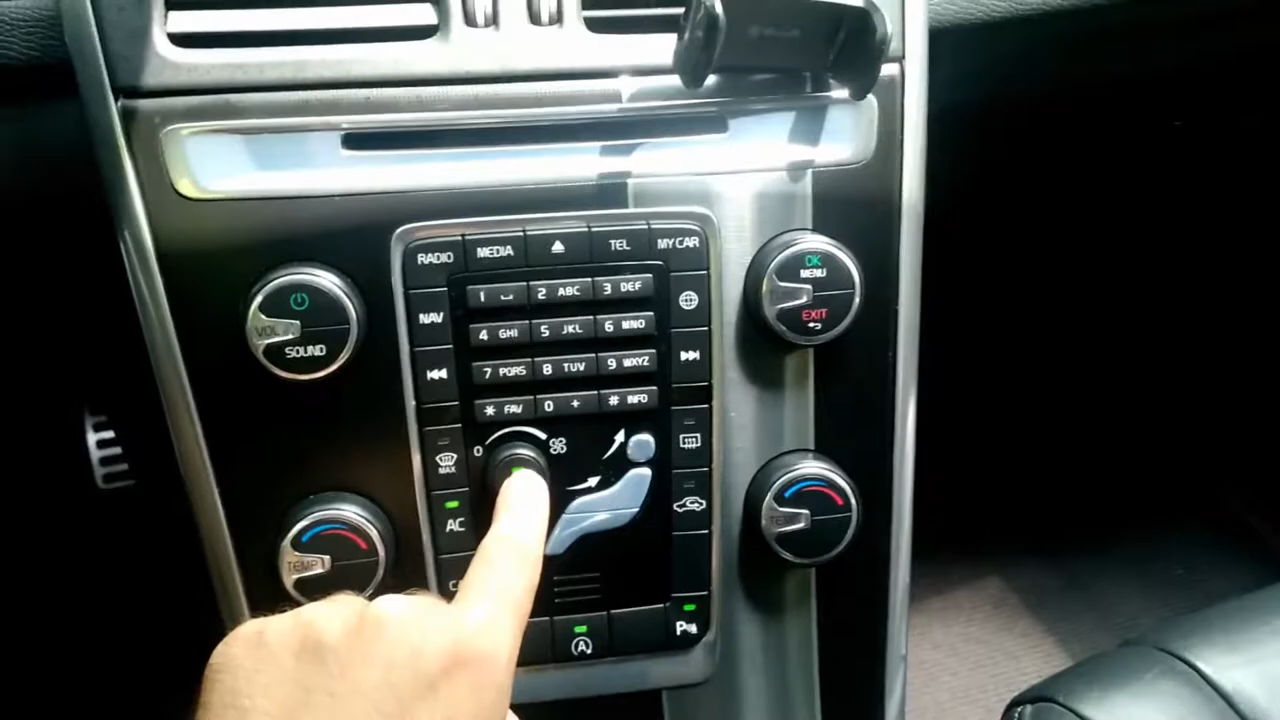 RADIO MEDIA TEL MY CAR
NAV
1 2 ABC 3 DEF
4 GHI 5 JKL 6 MNO
7 PQRS 8 TUV 9 WXYZ
* FAV 0 + # INFO
VOL
SOUND
OK
MENU
EXIT
0
MAX
AC
TEMP
TEMP
A
P